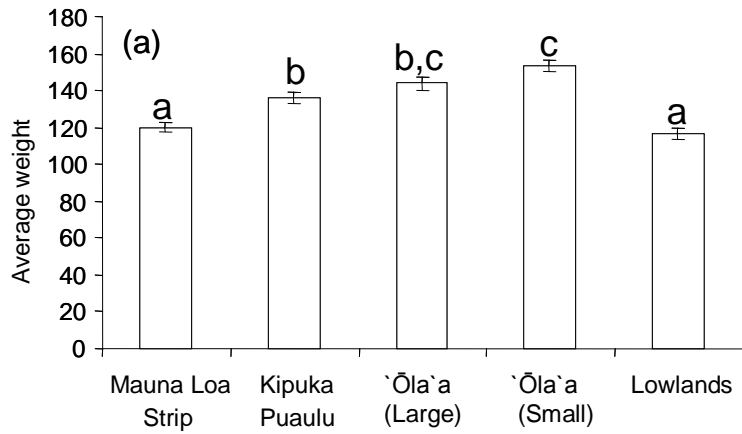 180
160
140
120
100
80
60
40
20
0
Average weight
(a)
a
b
b,c
c
a
Mauna Loa
Strip
Kipuka
Puaulu
`Ōla`a
(Large)
`Ōla`a
(Small)
Lowlands